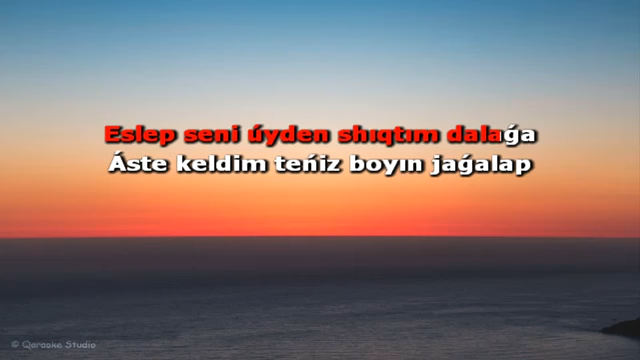 Eslep seni úyden shıqtım dalaǵa
Áste keldim teńiz boyın jaǵalap
© Qaraoke Studio